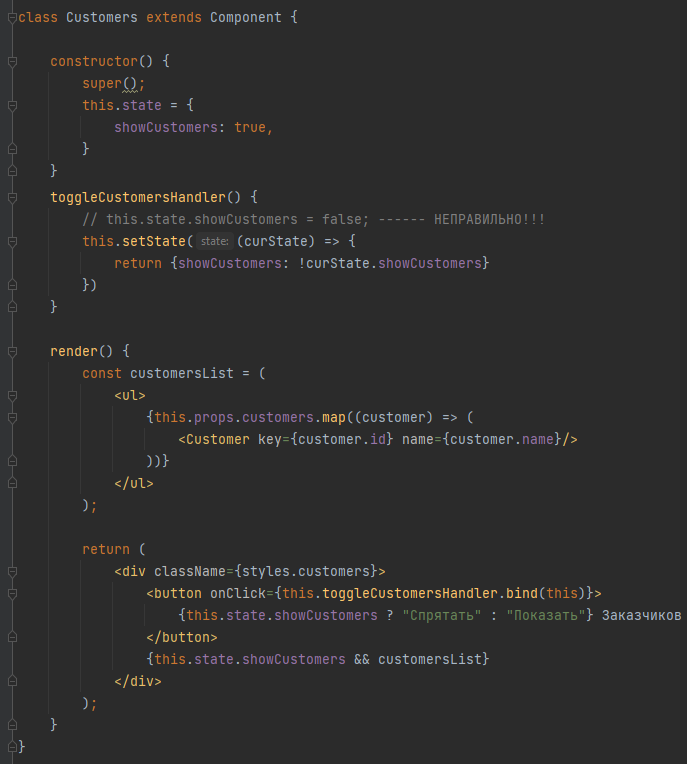 class Customers extends Component {
constructor() {
super();
this.state = {
showCustomers: true,
}
}
toggleCustomersHandler() {
// this.state.showCustomers = false; ------ НЕПРАВИЛЬНО!!!
this.setState( state: (curState) => {
return {showCustomers: !curState.showCustomers}
})
}
render() {
const customersList = (
<ul>
{this.props.customers.map((customer) => (
<Customer key={customer.id} name={customer.name}/>
))}
</ul>
);
return (
<div className={styles.customers}>
<button onClick={this.toggleCustomersHandler.bind(this)}>
{this.state.showCustomers ? "Спрятать" : "Показать"} Заказчиков
</button>
{this.state.showCustomers && customersList}
</div>
);
}
}